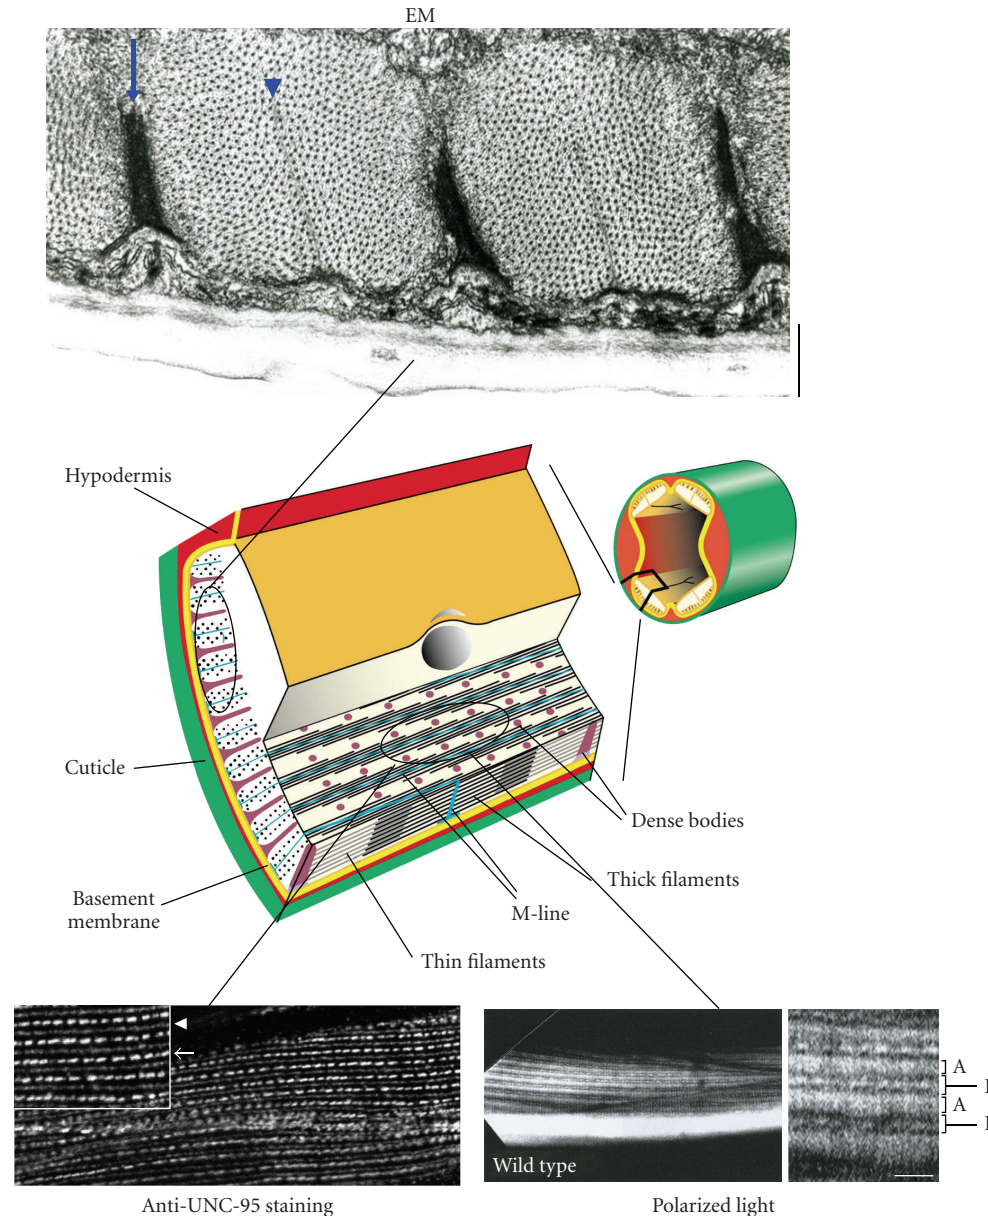 EM
Hypodermis
Cuticle
Basement
membrane
Dense bodies
Thick filaments
M-line
Thin filaments
A
I
A
I
Wild type
Anti-UNC-95 staining
Polarized light